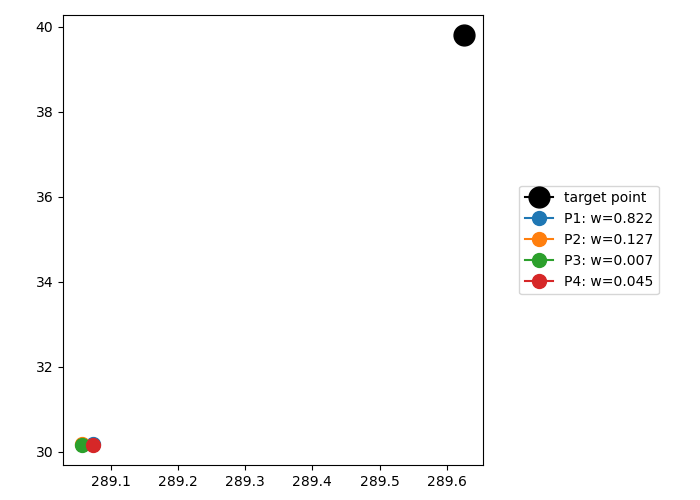 40
38
36
34
32
30
289.1 289.2 289.3 289.4 289.5 289.6
target point
P1: w=0.822
P2: w=0.127
P3: w=0.007
P4: w=0.045